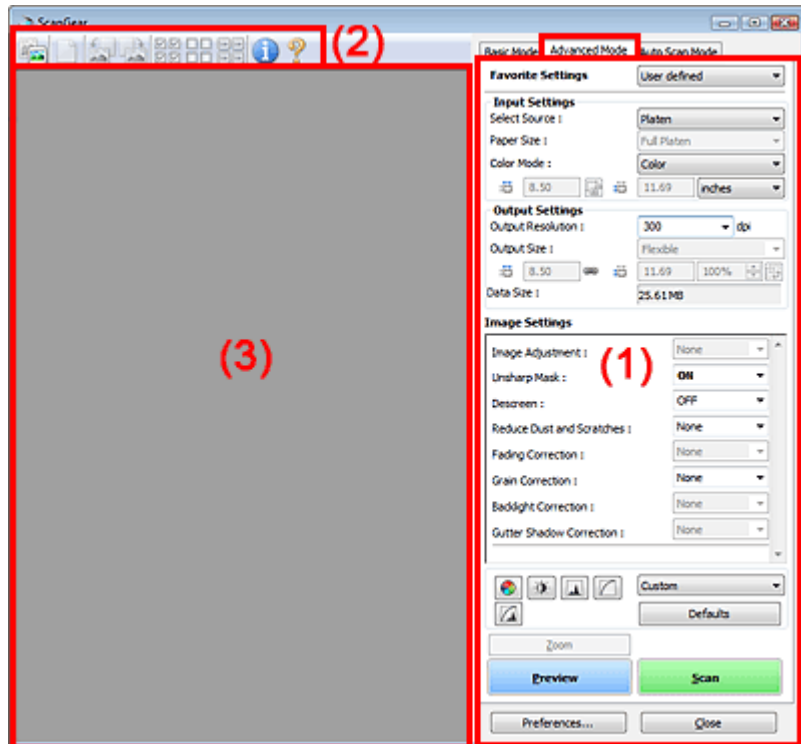 ScanGear
(2)
Basic Mode Advanced Mode Auto Scan Mode
Favorite Settings User defined
Input Settings
Select Source : Platen
Paper Size : Full Platen
Color Mode : Color
8.50 11.69 inches
Output Settings
Output Resolution : 300 dpi
Output Size : Flexible
8.50 11.69 100%
Data Size : 25.61MB
Image Settings
(3)
(1)
Image Adjustment : None
Unsharp Mask : ON
Descreen : OFF
Reduce Dust and Scratches : None
Fading Correction : None
Grain Correction : None
Backlight Correction : None
Gutter Shadow Correction : None
Custom
Defaults
Zoom
Preview Scan
Preferences... Close